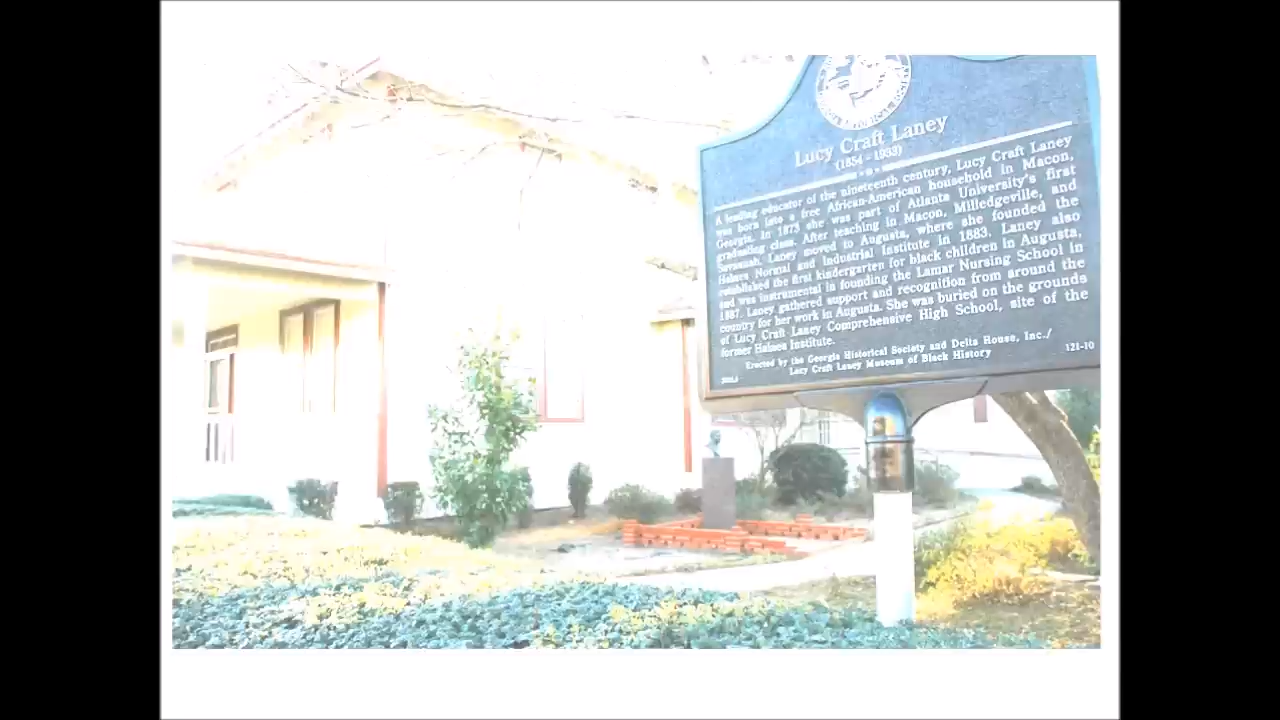 HISTORICAL SOCIETY
Lucy Craft Laney
(1854 - 1933)
A leading educator of the nineteenth century, Lucy Craft Laney
was born into a free African-American household in Macon,
Georgia. In 1873 she was part of Atlanta University's first
graduating class. After teaching in Macon, Milledgeville, and
Savannah, Laney moved to Augusta, where she founded the
Haines Normal and Industrial Institute in 1883. Laney also
established the first kindergarten for black children in Augusta,
and was instrumental in founding the Lamar Nursing School in
1887. Laney gathered support and recognition from around the
country for her work in Augusta. She was buried on the grounds
of Lucy Craft Laney Comprehensive High School, site of the
former Haines Institute.
Erected by the Georgia Historical Society and Delta House, Inc./
Lucy Craft Laney Museum of Black History
121-10